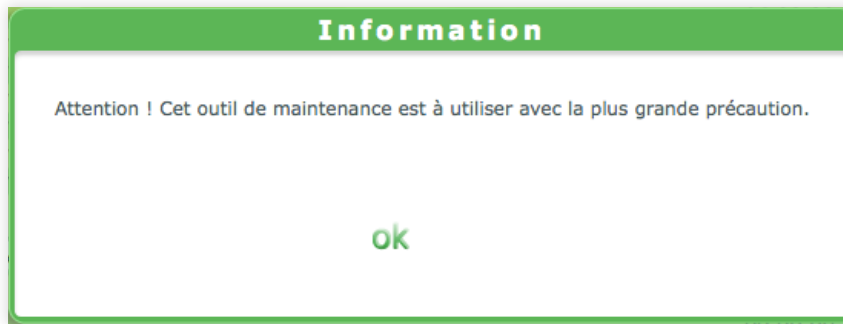 Information
Attention ! Cet outil de maintenance est à utiliser avec la plus grande précaution.
ok